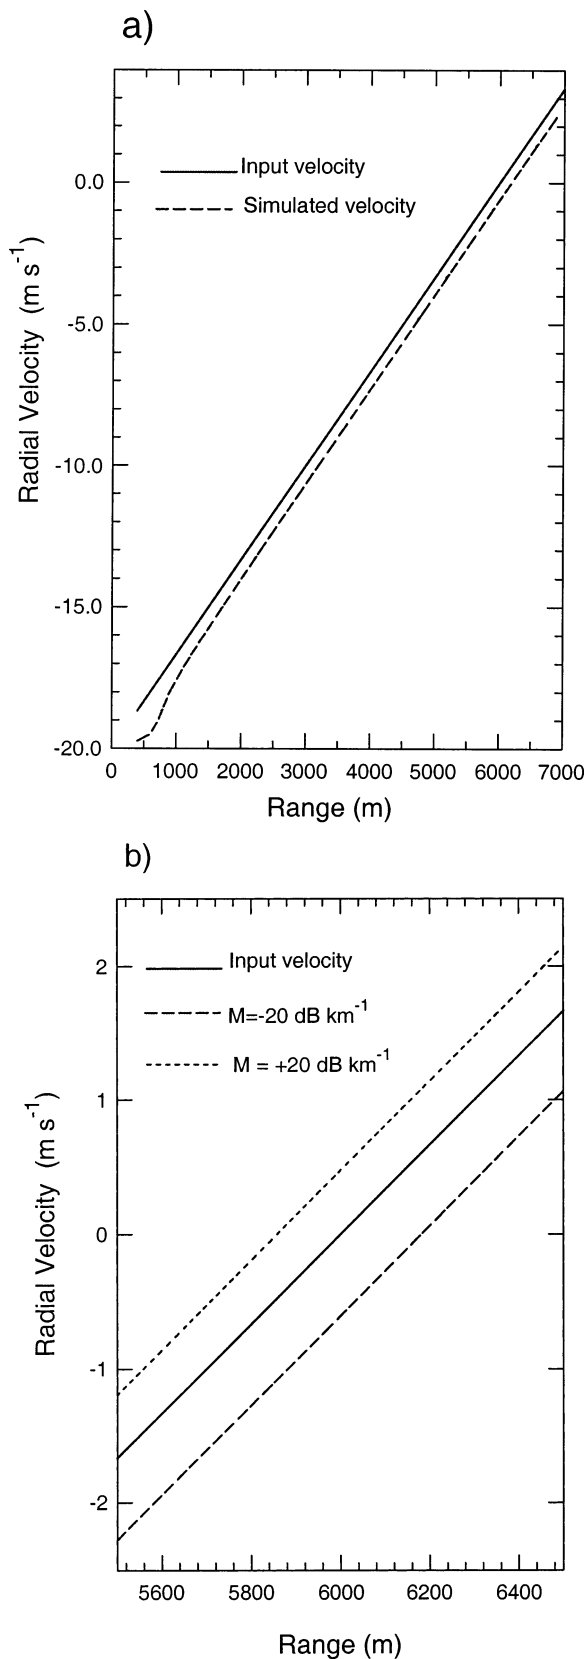 a)
Input velocity
Simulated velocity
0.0
-5.0
-10.0
-15.0
-20.0
Radial Velocity (m s⁻¹)
0 1000 2000 3000 4000 5000 6000 7000
Range (m)
b)
Input velocity
M=-20 dB km⁻¹
M = +20 dB km⁻¹
2
1
0
-1
-2
Radial Velocity (m s⁻¹)
5600 5800 6000 6200 6400
Range (m)